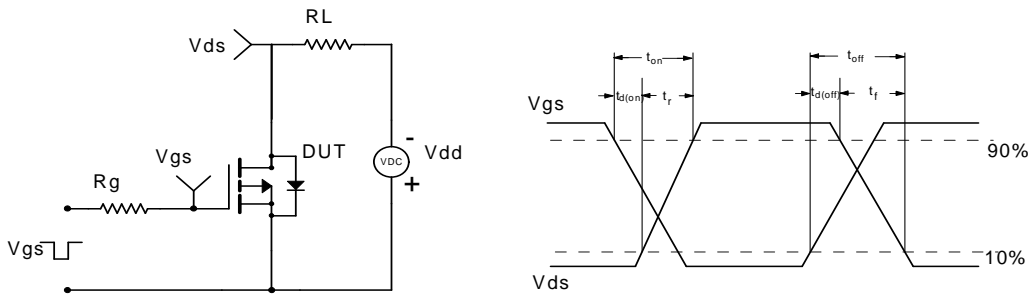 RL
Vds
Vgs
DUT
VDC
-
+
Vdd
Rg
Vgs
ton
toff
td(on)
tr
td(off)
tf
Vgs
90%
10%
Vds